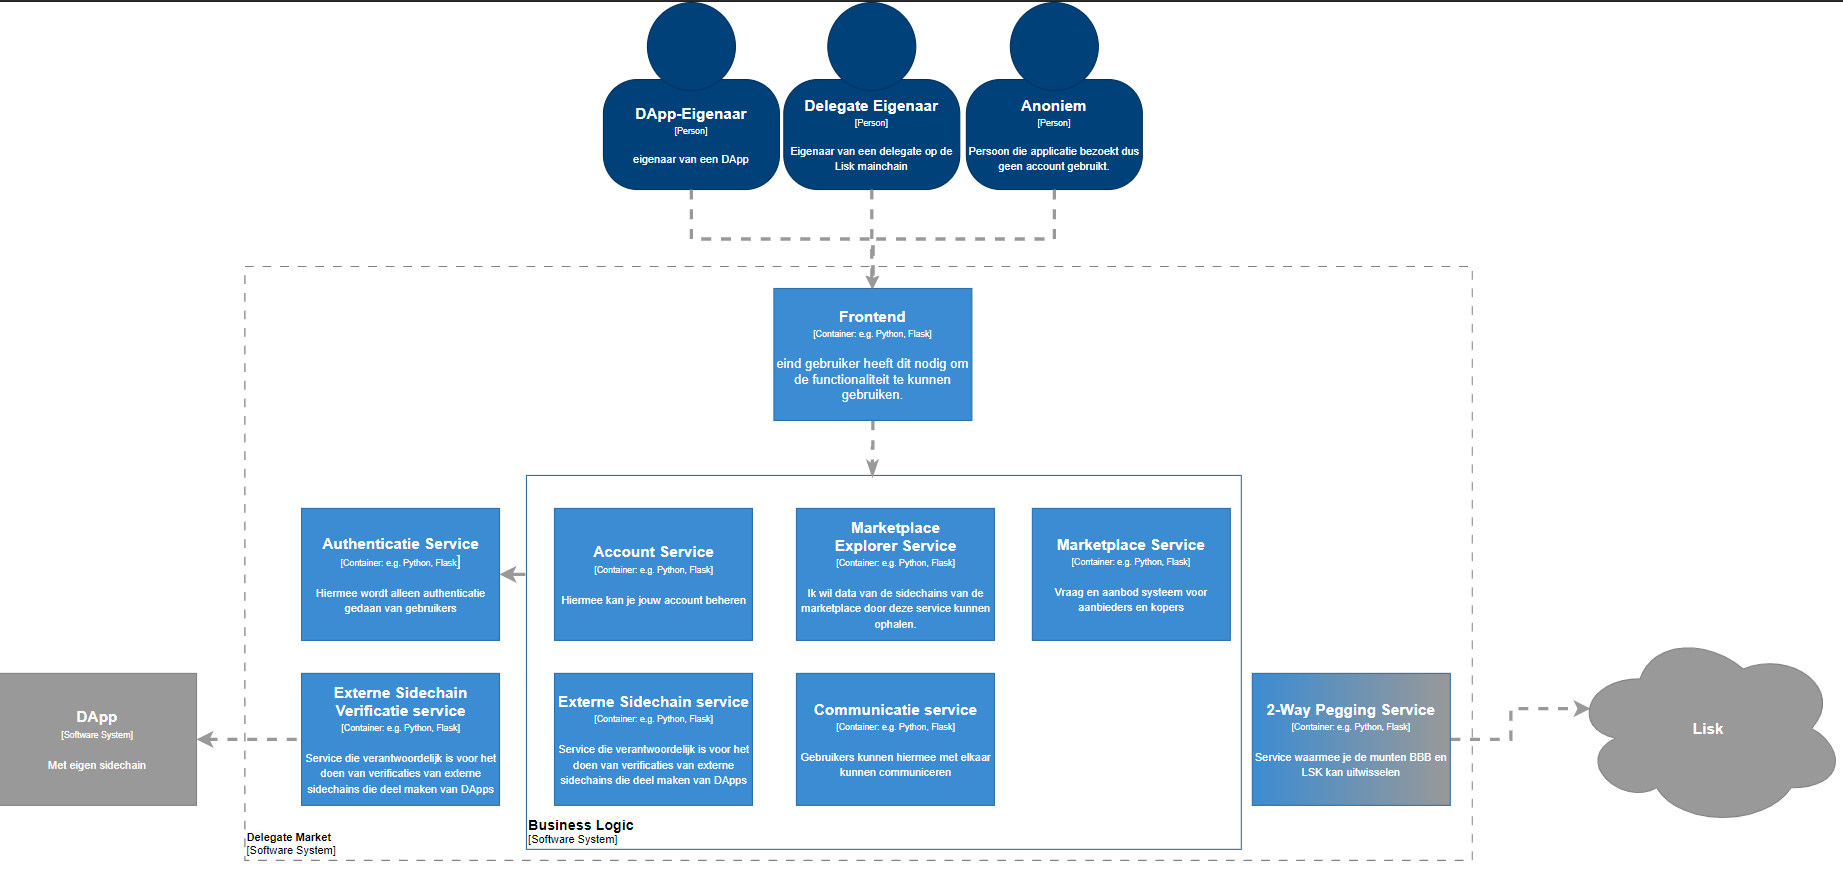 DApp-Eigenaar
[Person]
eigenaar van een DApp
Delegate Eigenaar
[Person]
Eigenaar van een delegate op de
Lisk mainchain
Anoniem
[Person]
Persoon die applicatie bezoekt dus
geen account gebruikt.
Frontend
[Container: e.g. Python, Flask]
eind gebruiker heeft dit nodig om
de functionaliteit te kunnen
gebruiken.
Authenticatie Service
[Container: e.g. Python, Flask]
Hiermee wordt alleen authenticatie
gedaan van gebruikers
Account Service
[Container: e.g. Python, Flask]
Hiermee kan je jouw account beheren
Marketplace
Explorer Service
[Container: e.g. Python, Flask]
Ik wil data van de sidechains van de
marketplace door deze service kunnen
ophalen.
Marketplace Service
[Container: e.g. Python, Flask]
Vraag en aanbod systeem voor
aanbieders en kopers
DApp
[Software System]
Met eigen sidechain
Externe Sidechain
Verificatie service
[Container: e.g. Python, Flask]
Service die verantwoordelijk is voor het
doen van verificaties van externe
sidechains die deel maken van DApps
Externe Sidechain service
[Container: e.g. Python, Flask]
Service die verantwoordelijk is voor het
doen van verificaties van externe
sidechains die deel maken van DApps
Communicatie service
[Container: e.g. Python, Flask]
Gebruikers kunnen hiermee met elkaar
kunnen communiceren
2-Way Pegging Service
[Container: e.g. Python, Flask]
Service waarmee je de munten BBB en
LSK kan uitwisselen
Lisk
Business Logic
[Software System]
Delegate Market
[Software System]